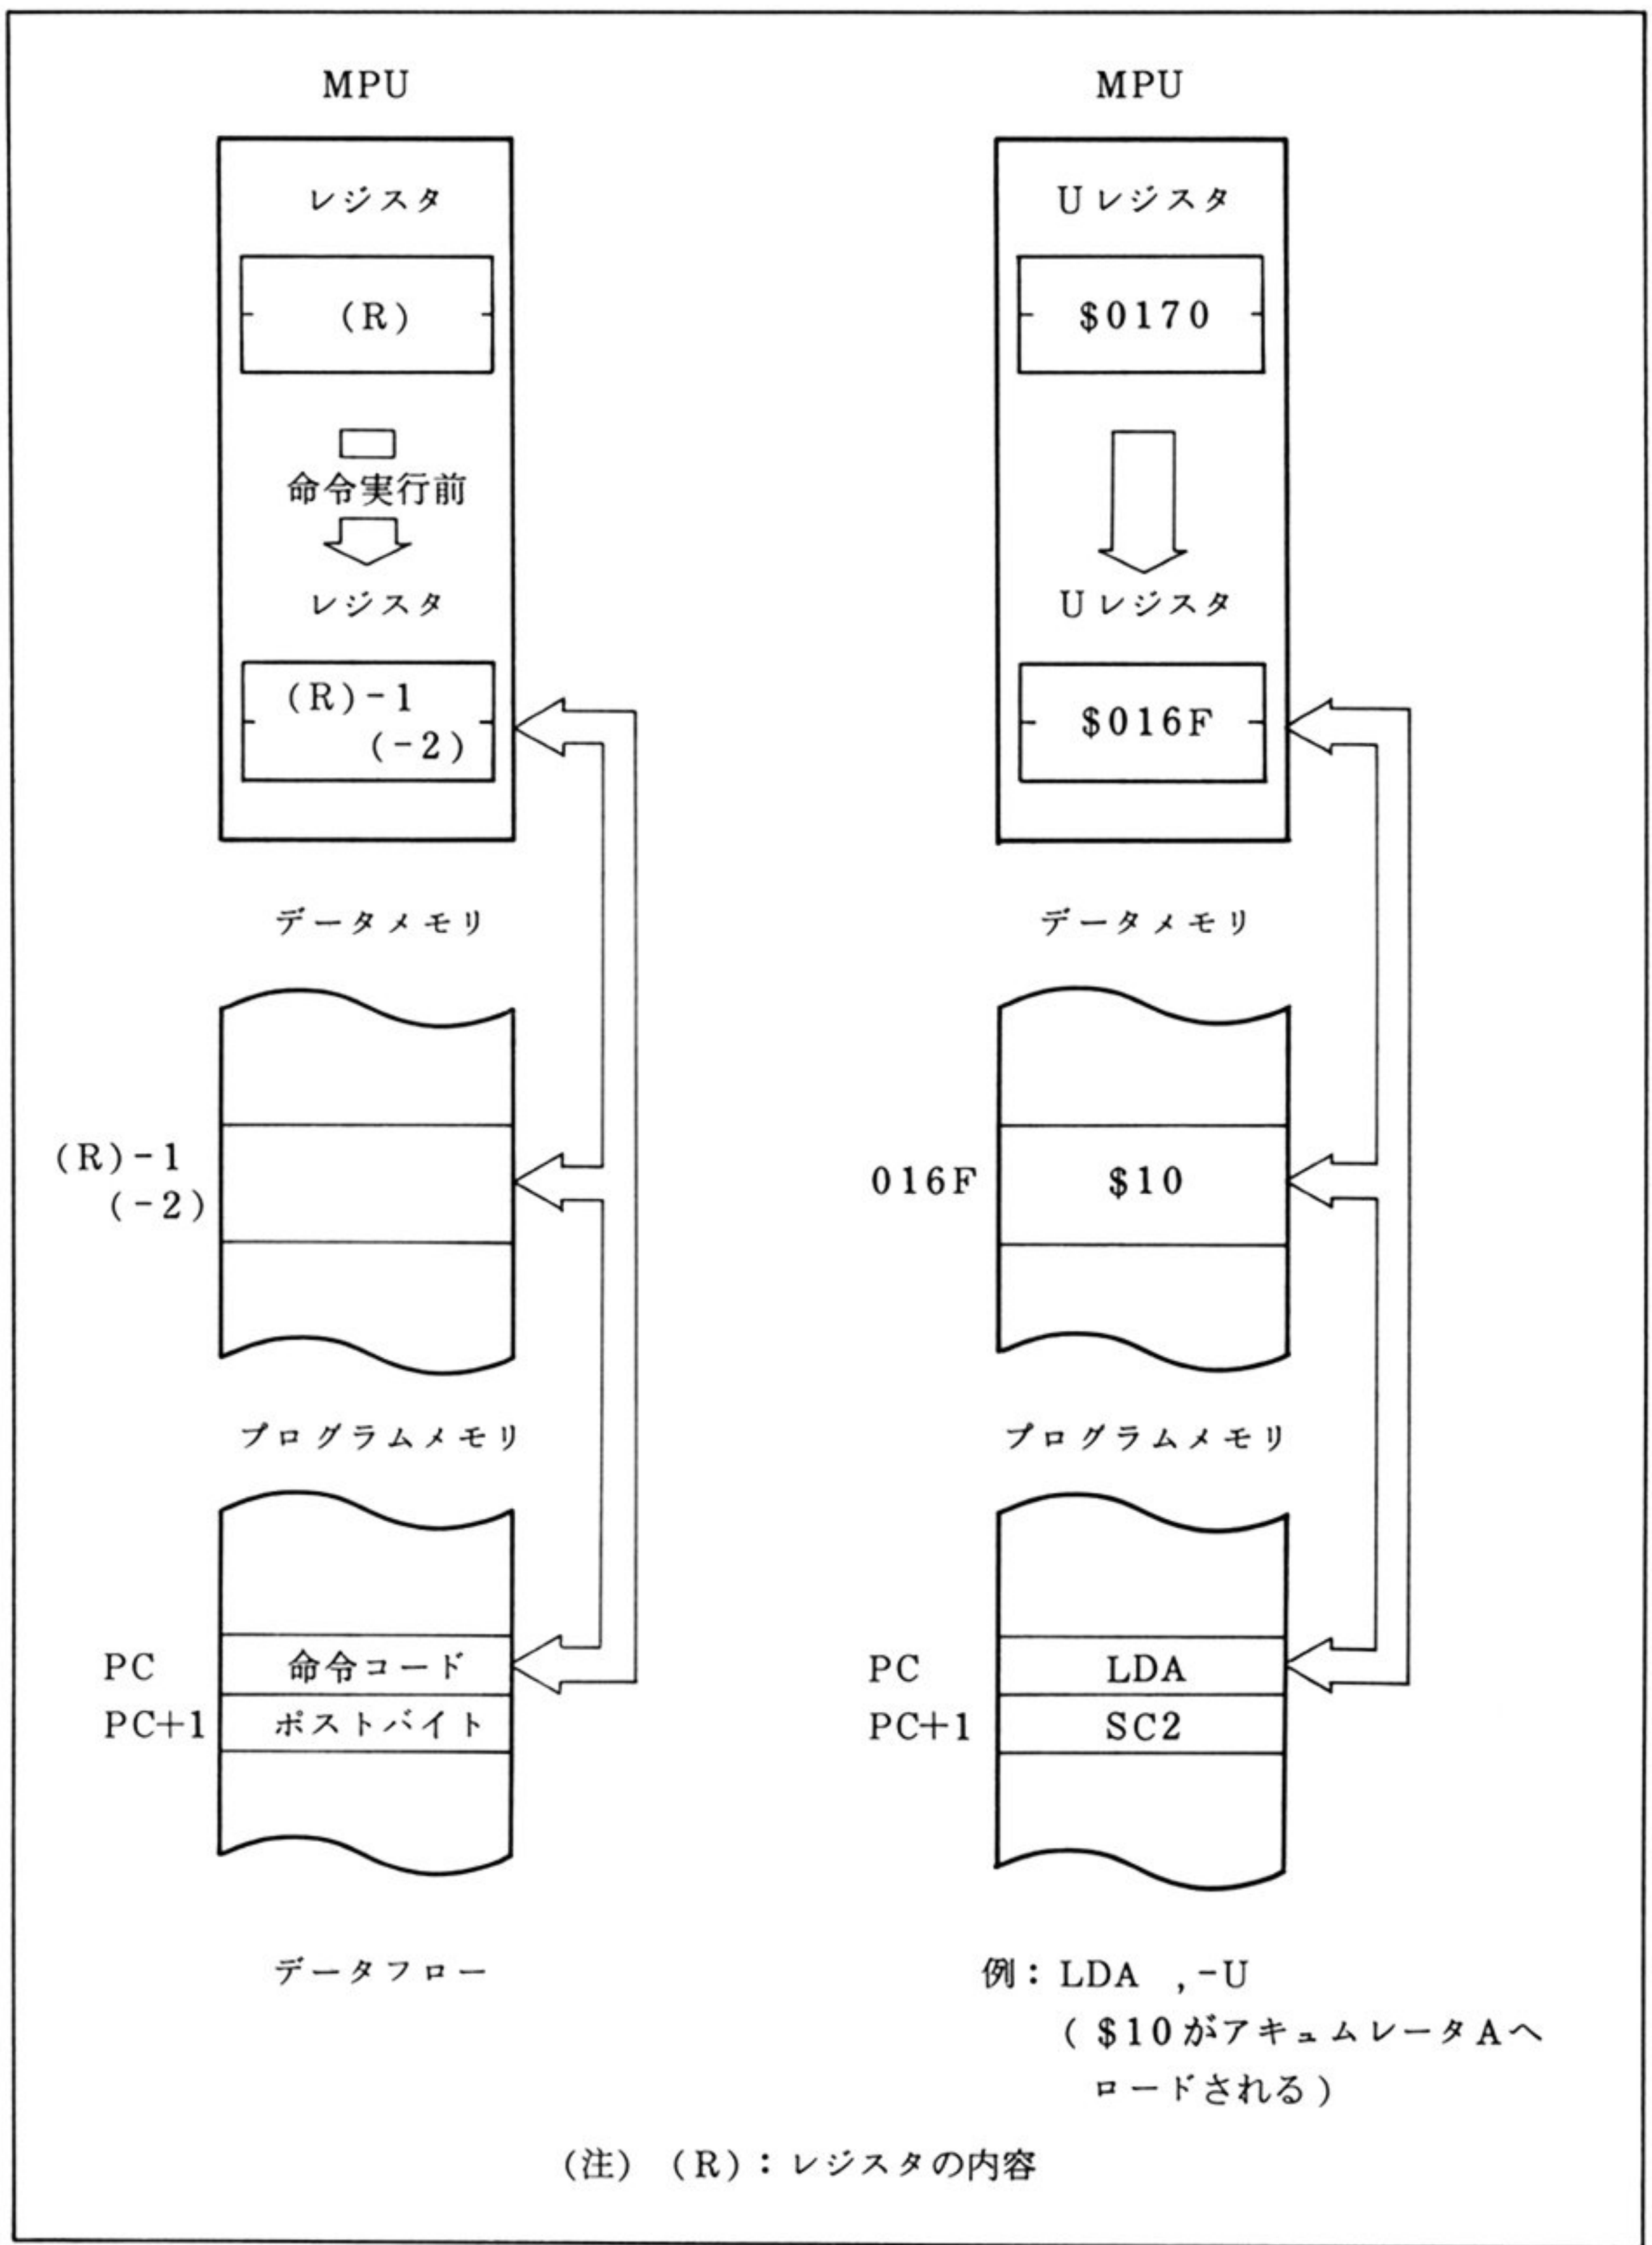 MPU
レジスタ
(R)
命令実行前
レジスタ
(R)-1
(-2)
データメモリ
(R)-1
(-2)
プログラムメモリ
PC 命令コード
PC+1 ポストバイト
データフロー
MPU
Uレジスタ
$0170
Uレジスタ
$016F
データメモリ
016F $10
プログラムメモリ
PC LDA
PC+1 SC2
例：LDA ,-U
($10がアキュムレータAへ
ロードされる)
(注) (R)：レジスタの内容